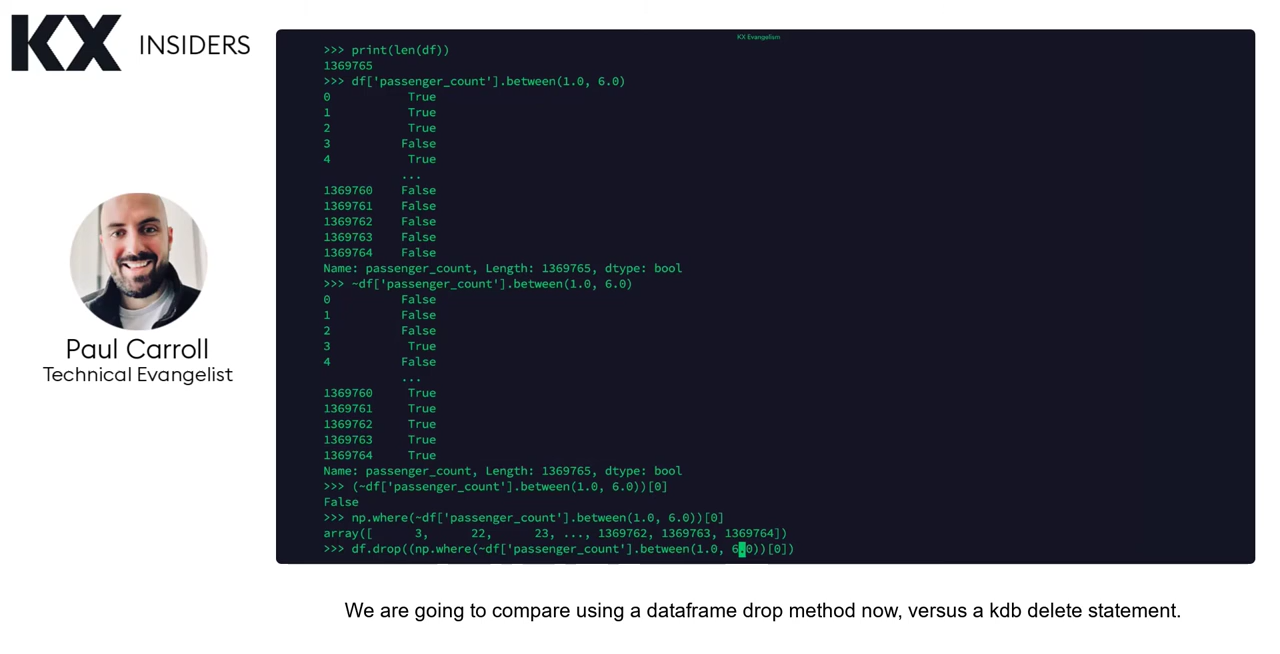 KX INSIDERS
KX Evangelism
>>> print(len(df))
1369765
>>> df['passenger_count'].between(1.0, 6.0)
0           True
1           True
2           True
3          False
4           True
...
1369760    False
1369761    False
1369762    False
1369763    False
1369764    False
Name: passenger_count, Length: 1369765, dtype: bool
>>> ~df['passenger_count'].between(1.0, 6.0)
0          False
1          False
2          False
3           True
4          False
...
1369760     True
1369761     True
1369762     True
1369763     True
1369764     True
Name: passenger_count, Length: 1369765, dtype: bool
>>> (~df['passenger_count'].between(1.0, 6.0))[0]
False
>>> np.where(~df['passenger_count'].between(1.0, 6.0))[0]
array([      3,      22,      23, ..., 1369762, 1369763, 1369764])
>>> df.drop((np.where(~df['passenger_count'].between(1.0, 6.0))[0])
Paul Carroll
Technical Evangelist
We are going to compare using a dataframe drop method now, versus a kdb delete statement.